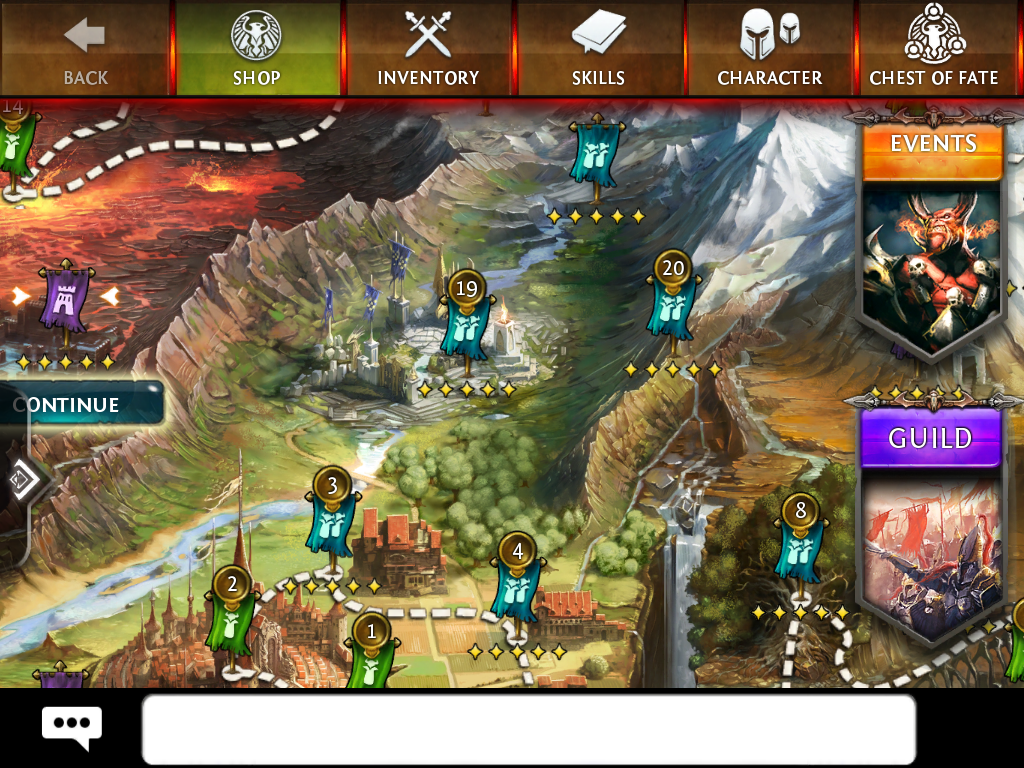 BACK
SHOP
INVENTORY
SKILLS
CHARACTER
CHEST OF FATE
14
EVENTS
20
19
CONTINUE
GUILD
3
8
4
2
1